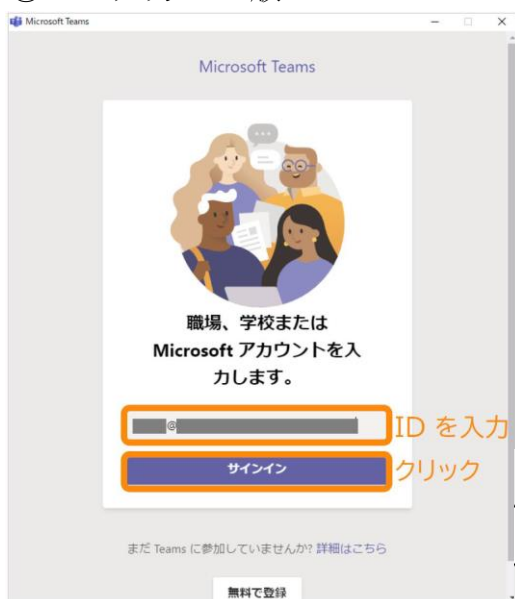 Microsoft Teams
Microsoft Teams
職場、学校または
Microsoft アカウントを入
力します。
@
ID を入力
サインイン
クリック
まだ Teams に参加していませんか? 詳細はこちら
無料で登録